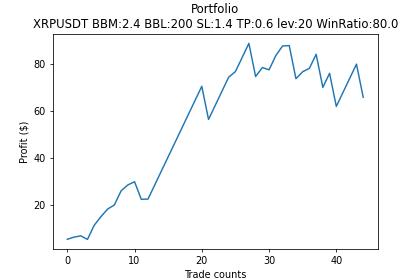 Portfolio
XRPUSDT BBM:2.4 BBL:200 SL:1.4 TP:0.6 lev:20 WinRatio:80.0
80
60
40
20
Profit ($)
0 10 20 30 40
Trade counts